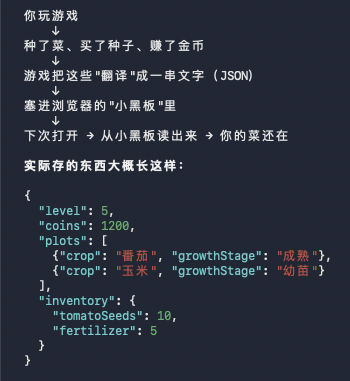 你玩游戏
↓
种了菜、买了种子、赚了金币
↓
游戏把这些"翻译"成一串文字（JSON）
↓
塞进浏览器的"小黑板"里
↓
下次打开 → 从小黑板读出来 → 你的菜还在
实际存的东西大概长这样：
{
"level": 5,
"coins": 1200,
"plots": [
{"crop": "番茄", "growthStage": "成熟"},
{"crop": "玉米", "growthStage": "幼苗"}
],
"inventory": {
"tomatoSeeds": 10,
"fertilizer": 5
}
}